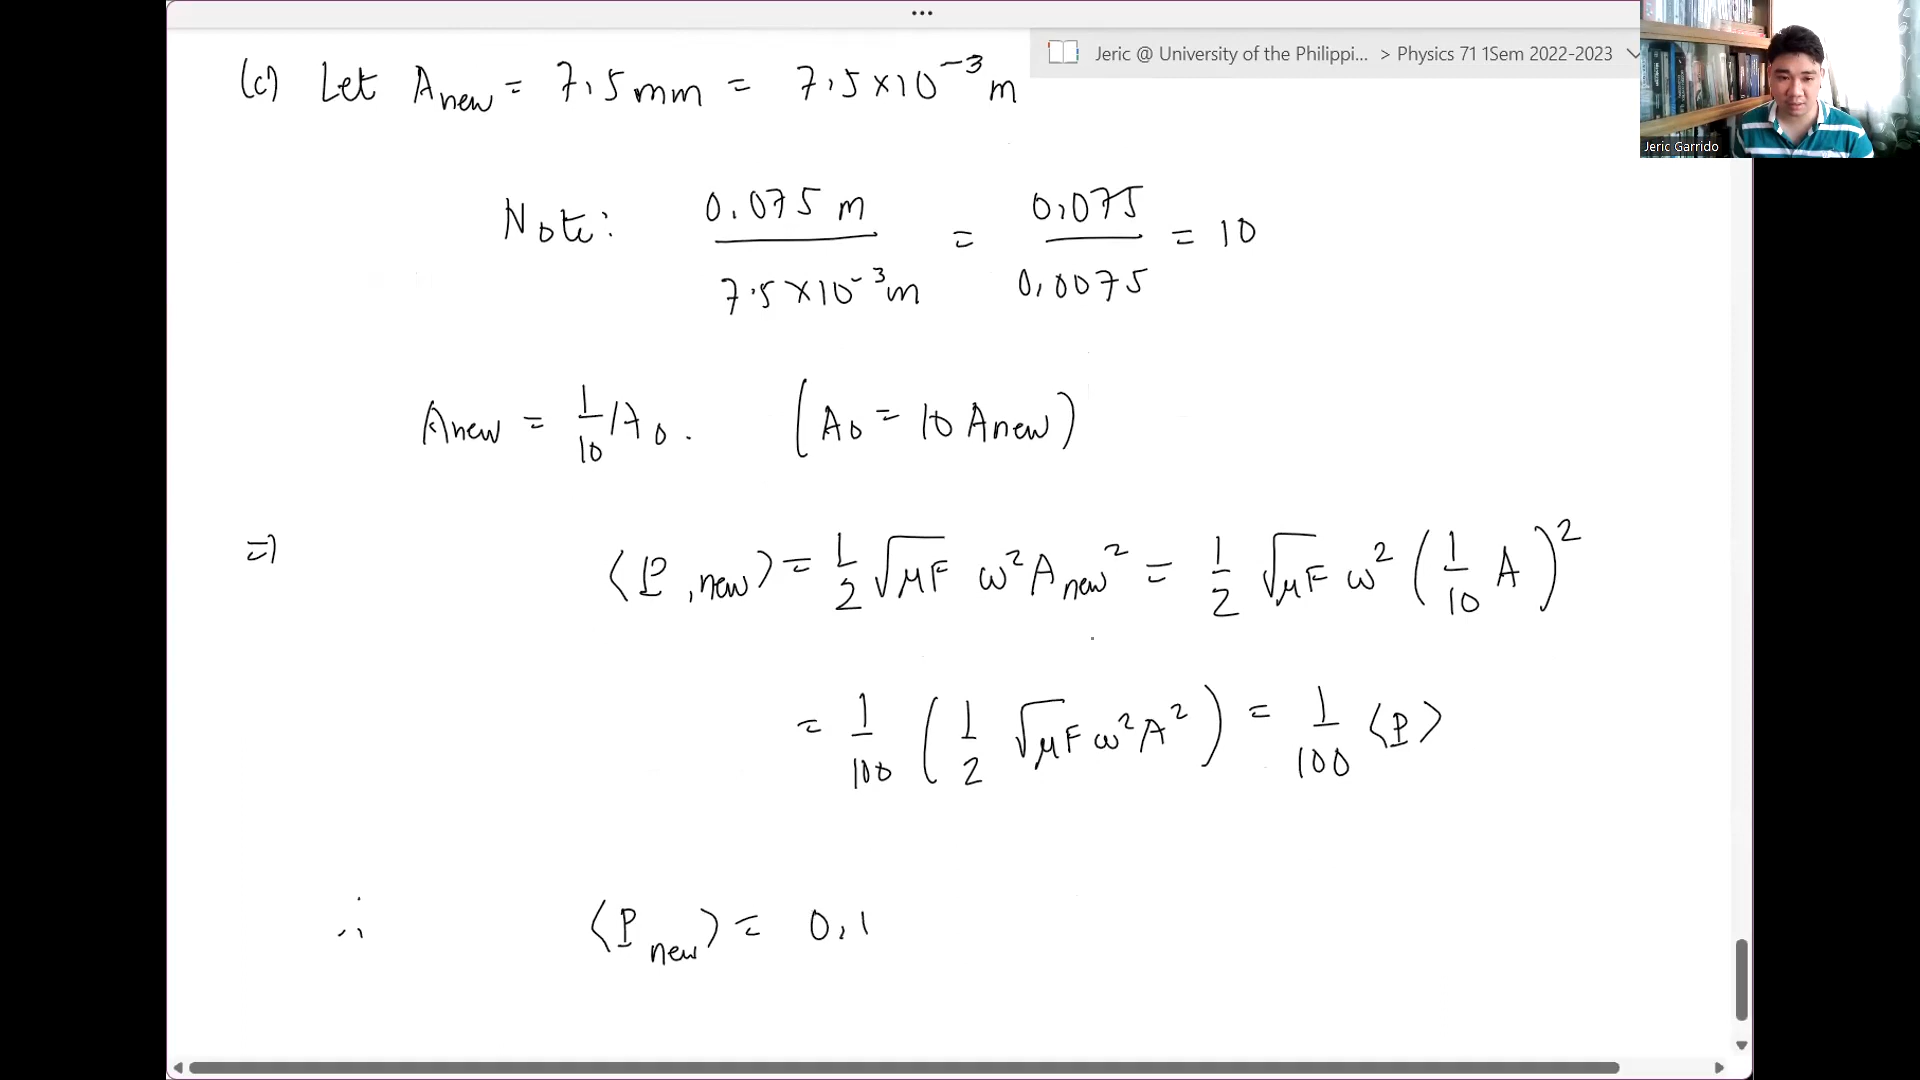 ...
Jeric @ University of the Philippi... > Physics 71 1Sem 2022-2023
Jeric Garrido
(c) Let A_new = 7.5 mm = 7.5 × 10⁻³ m
Note: 0.075 m / 7.5 × 10⁻³ m = 0.075 / 0.0075 = 10
A_new = 1/10 A₀. (A₀ = 10 A_new)
⇒ ⟨P,new⟩ = 1/2 √μF ω² A_new² = 1/2 √μF ω² (1/10 A)²
= 1/100 (1/2 √μF ω² A²) = 1/100 ⟨P⟩
∴ ⟨P_new⟩ = 0.1